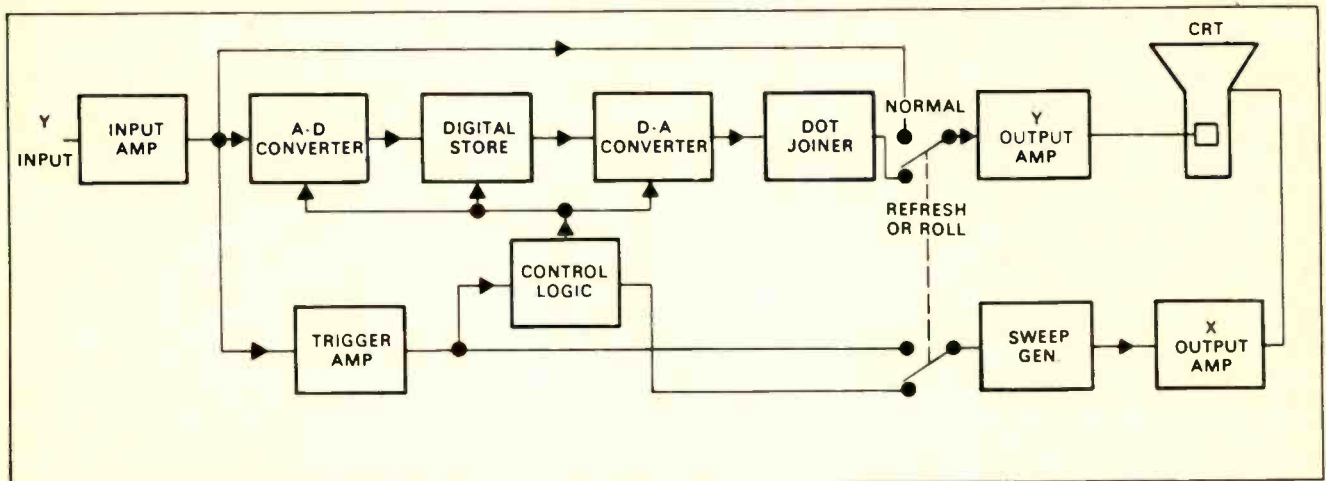 CRT
Y
INPUT
INPUT
AMP
A-D
CONVERTER
DIGITAL
STORE
D-A
CONVERTER
DOT
JOINER
NORMAL
Y
OUTPUT
AMP
REFRESH
OR ROLL
CONTROL
LOGIC
TRIGGER
AMP
SWEEP
GEN.
X
OUTPUT
AMP